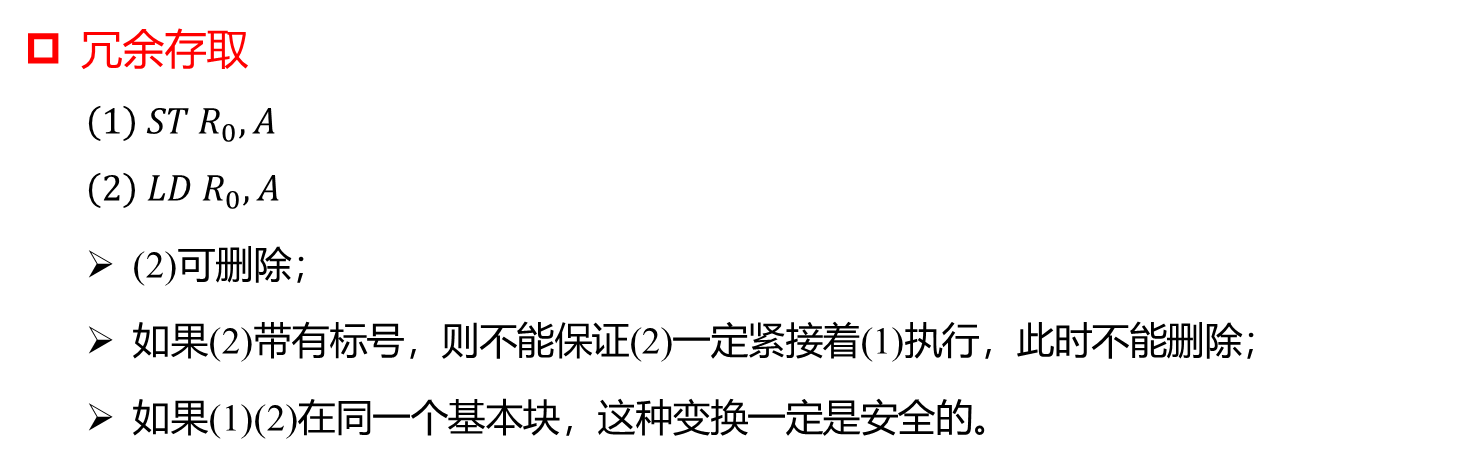 冗余存取
(1) ST R₀, A
(2) LD R₀, A
➢ (2)可删除；
➢ 如果(2)带有标号，则不能保证(2)一定紧接着(1)执行，此时不能删除；
➢ 如果(1)(2)在同一个基本块，这种变换一定是安全的。